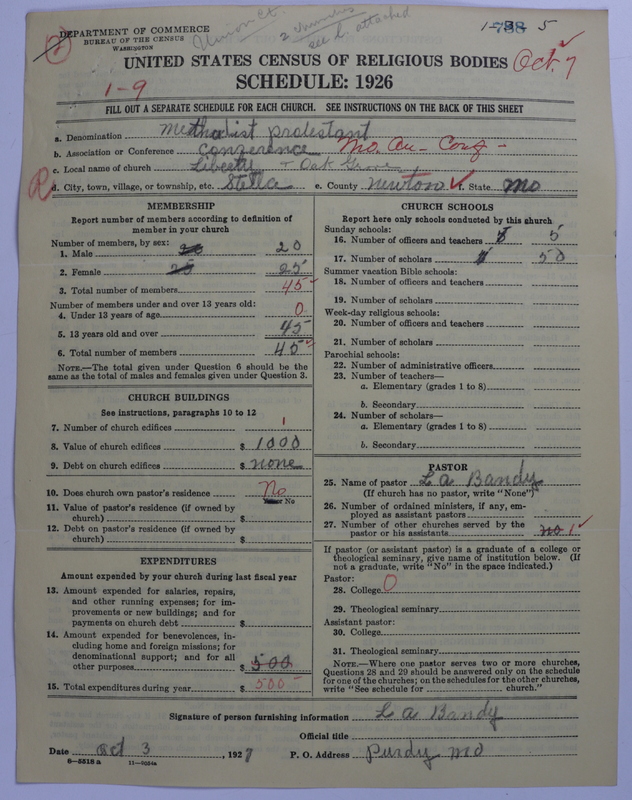 1-3- 5
788
DEPARTMENT OF COMMERCE
BUREAU OF THE CENSUS
WASHINGTON
Union Ct.
see attached
UNITED STATES CENSUS OF RELIGIOUS BODIES
Oct. 7
SCHEDULE: 1926
1-9
FILL OUT A SEPARATE SCHEDULE FOR EACH CHURCH. SEE INSTRUCTIONS ON THE BACK OF THIS SHEET
a. Denomination Methodist protestant
b. Association or Conference Conference Mo. Au- Conf -
c. Local name of church Liberty + Oak Grove
d. City, town, village, or township, etc. Stella e. County Newton f. State Mo
MEMBERSHIP
Report number of members according to definition of member in your church
Number of members, by sex:
1. Male 20 20
2. Female 25 25
3. Total number of members 45
Number of members under and over 13 years old:
4. Under 13 years of age 0
5. 13 years old and over 45
6. Total number of members 45
NOTE.—The total given under Question 6 should be the
same as the total of males and females given under Question 3.
CHURCH BUILDINGS
See instructions, paragraphs 10 to 12
7. Number of church edifices 1
8. Value of church edifices $ 1000
9. Debt on church edifices $ none
10. Does church own pastor's residence No
Yes or No
11. Value of pastor's residence (if owned by
church) $
12. Debt on pastor's residence (if owned by
church) $
EXPENDITURES
Amount expended by your church during last fiscal year
13. Amount expended for salaries, repairs,
and other running expenses; for im-
provements or new buildings; and for
payments on church debt $
14. Amount expended for benevolences, in-
cluding home and foreign missions; for
denominational support; and for all
other purposes $ 500
15. Total expenditures during year $ 500-
CHURCH SCHOOLS
Report here only schools conducted by this church
Sunday schools:
16. Number of officers and teachers 5 5
17. Number of scholars 50
Summer vacation Bible schools:
18. Number of officers and teachers
19. Number of scholars
Week-day religious schools:
20. Number of officers and teachers
21. Number of scholars
Parochial schools:
22. Number of administrative officers
23. Number of teachers—
a. Elementary (grades 1 to 8)
b. Secondary
24. Number of scholars—
a. Elementary (grades 1 to 8)
b. Secondary
PASTOR
25. Name of pastor L a Bandy
(If church has no pastor, write "None")
26. Number of ordained ministers, if any, em-
ployed as assistant pastors
27. Number of other churches served by the
pastor or his assistants no 1
If pastor (or assistant pastor) is a graduate of a college or
theological seminary, give name of institution below. (If
not a graduate, write "No" in the space indicated.)
Pastor:
28. College 0
29. Theological seminary
Assistant pastor:
30. College
31. Theological seminary
NOTE.—Where one pastor serves two or more churches,
Questions 28 and 29 should be answered only on the schedule
for one of the churches; on the schedules for the other churches,
write "See schedule for church."
Signature of person furnishing information L a Bandy
Official title
Date oct 3, 1927 P. O. Address Purdy mo
8-5318 a 11-5054a